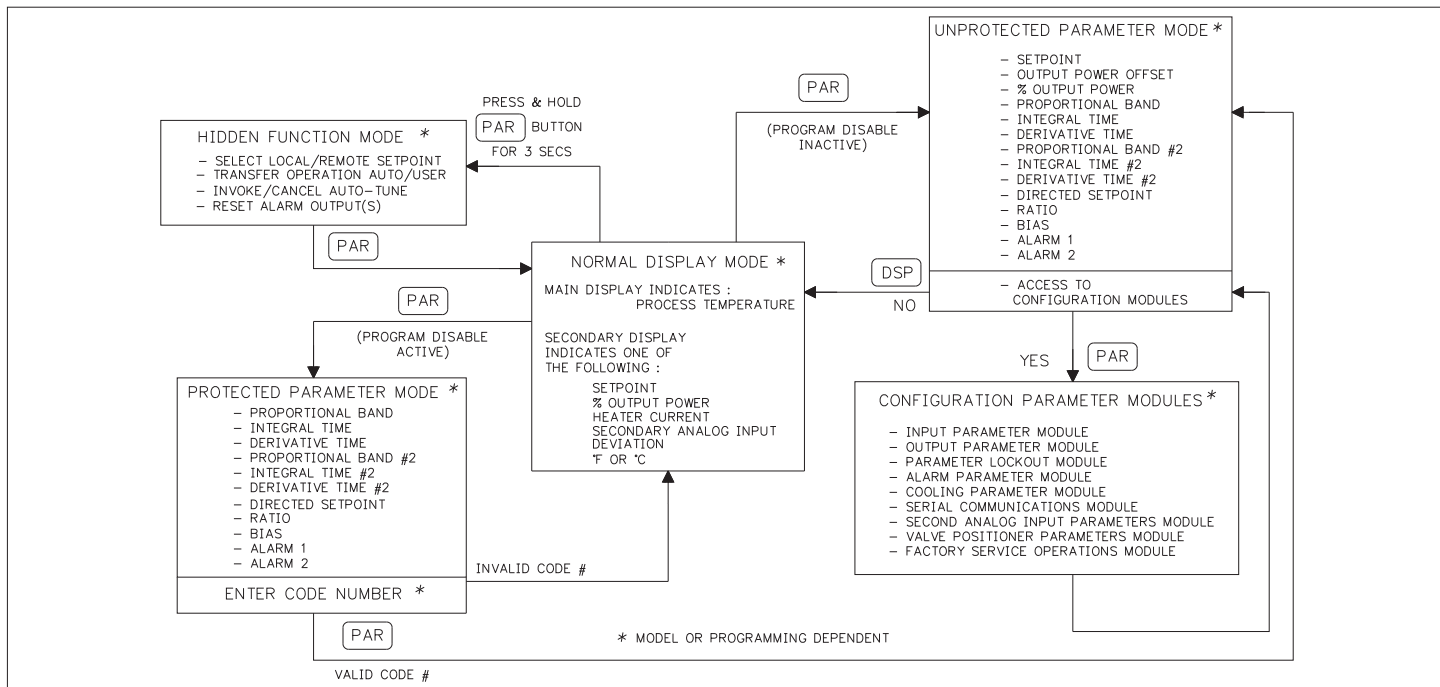 PRESS & HOLD
PAR BUTTON
FOR 3 SECS
HIDDEN FUNCTION MODE *
– SELECT LOCAL/REMOTE SETPOINT
– TRANSFER OPERATION AUTO/USER
– INVOKE/CANCEL AUTO-TUNE
– RESET ALARM OUTPUT(S)
PAR
PAR
(PROGRAM DISABLE
INACTIVE)
UNPROTECTED PARAMETER MODE *
– SETPOINT
– OUTPUT POWER OFFSET
– % OUTPUT POWER
– PROPORTIONAL BAND
– INTEGRAL TIME
– DERIVATIVE TIME
– PROPORTIONAL BAND #2
– INTEGRAL TIME #2
– DERIVATIVE TIME #2
– DIRECTED SETPOINT
– RATIO
– BIAS
– ALARM 1
– ALARM 2
– ACCESS TO
CONFIGURATION MODULES
NORMAL DISPLAY MODE *
MAIN DISPLAY INDICATES :
PROCESS TEMPERATURE
SECONDARY DISPLAY
INDICATES ONE OF
THE FOLLOWING :
SETPOINT
% OUTPUT POWER
HEATER CURRENT
SECONDARY ANALOG INPUT
DEVIATION
°F OR °C
DSP
NO
PAR
(PROGRAM DISABLE
ACTIVE)
YES
PAR
PROTECTED PARAMETER MODE *
– PROPORTIONAL BAND
– INTEGRAL TIME
– DERIVATIVE TIME
– PROPORTIONAL BAND #2
– INTEGRAL TIME #2
– DERIVATIVE TIME #2
– DIRECTED SETPOINT
– RATIO
– BIAS
– ALARM 1
– ALARM 2
ENTER CODE NUMBER *
INVALID CODE #
CONFIGURATION PARAMETER MODULES *
– INPUT PARAMETER MODULE
– OUTPUT PARAMETER MODULE
– PARAMETER LOCKOUT MODULE
– ALARM PARAMETER MODULE
– COOLING PARAMETER MODULE
– SERIAL COMMUNICATIONS MODULE
– SECOND ANALOG INPUT PARAMETERS MODULE
– VALVE POSITIONER PARAMETERS MODULE
– FACTORY SERVICE OPERATIONS MODULE
PAR
VALID CODE #
* MODEL OR PROGRAMMING DEPENDENT